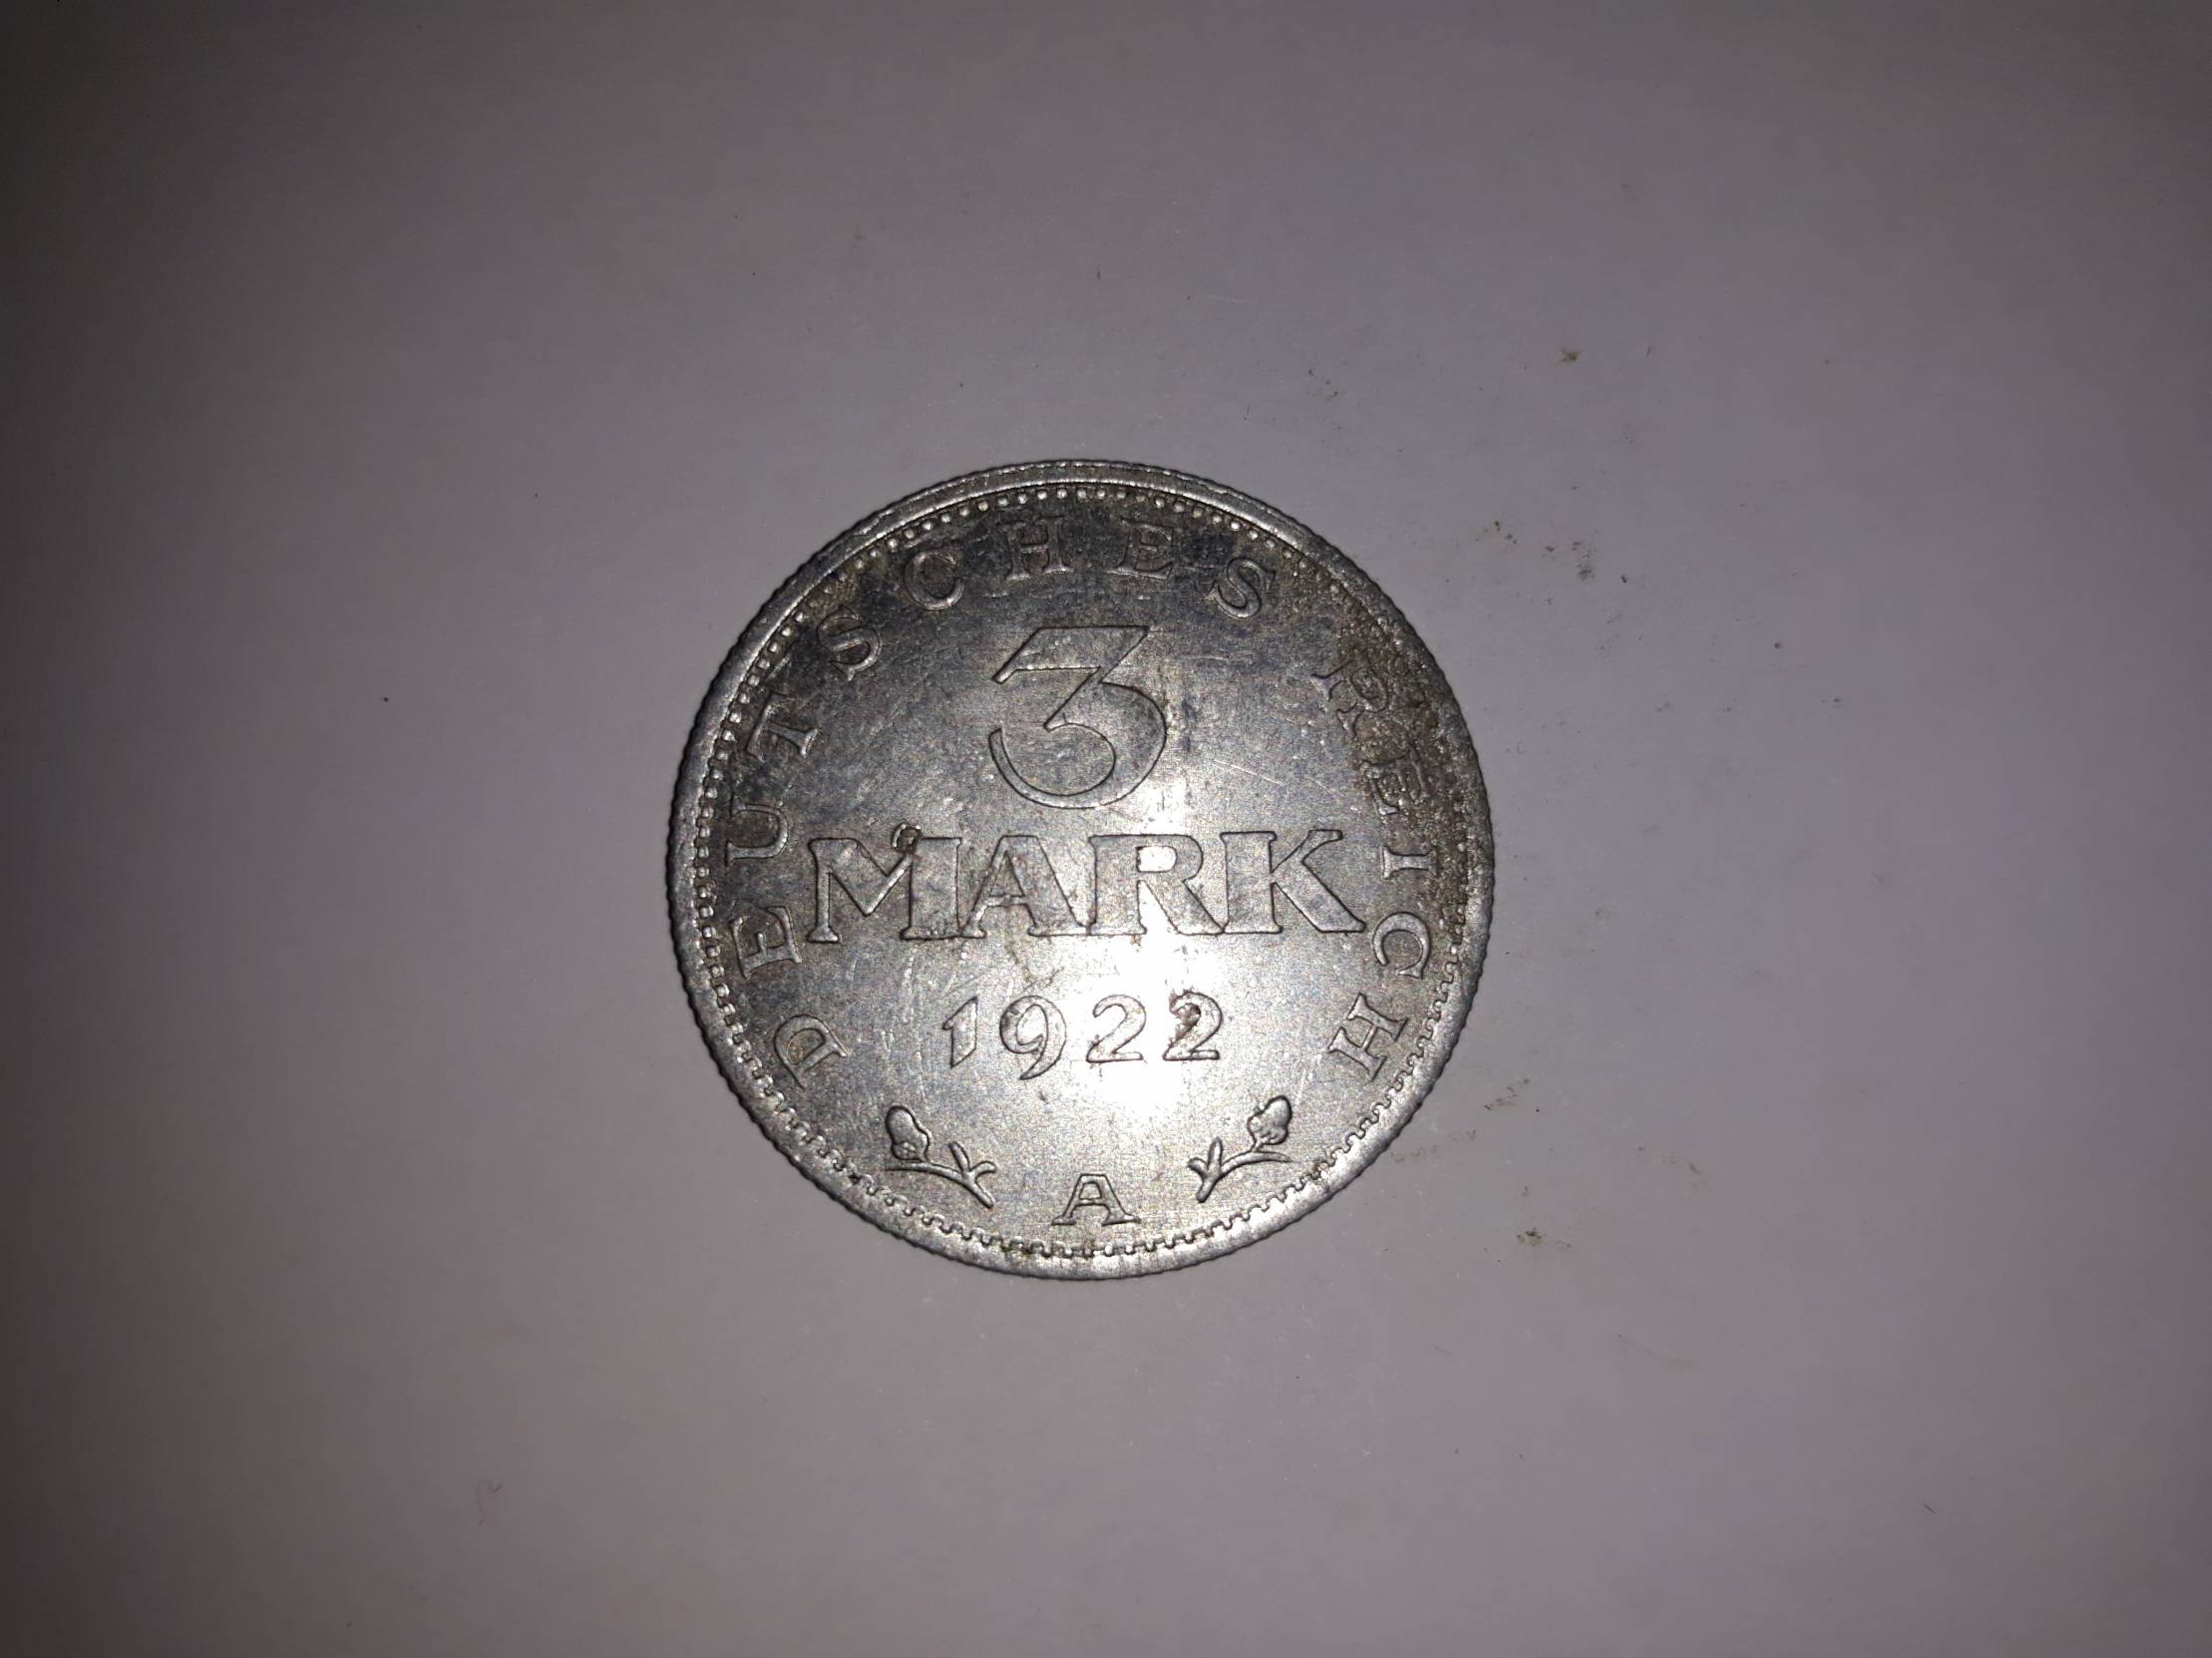 DEUTSCHES REICH
3
MARK
1922
A